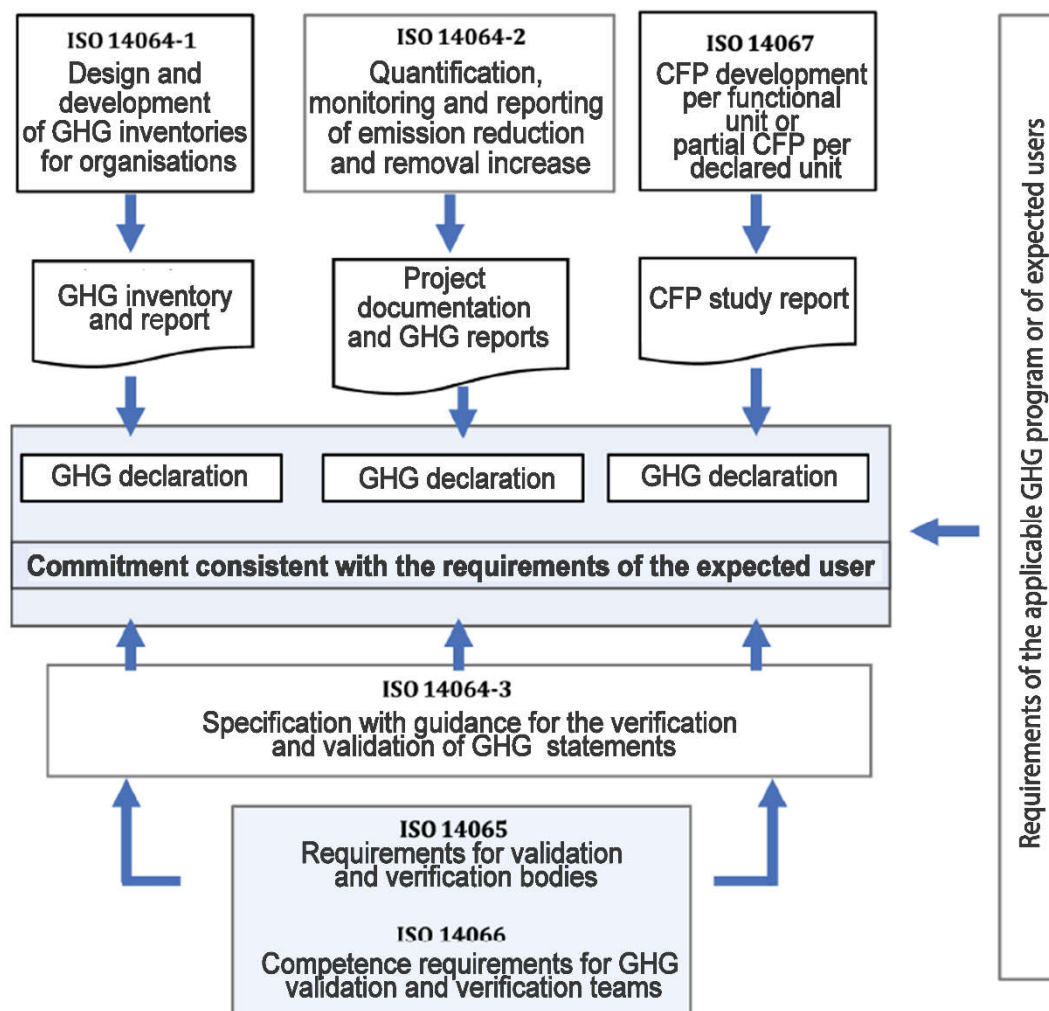 ISO 14064-1
Design and
development
of GHG inventories
for organisations
ISO 14064-2
Quantification,
monitoring and reporting
of emission reduction
and removal increase
ISO 14067
CFP development
per functional
unit or
partial CFP per
declared unit
GHG inventory
and report
Project
documentation
and GHG reports
CFP study report
GHG declaration
GHG declaration
GHG declaration
Commitment consistent with the requirements of the expected user
ISO 14064-3
Specification with guidance for the verification
and validation of GHG statements
ISO 14065
Requirements for validation
and verification bodies
ISO 14066
Competence requirements for GHG
validation and verification teams
Requirements of the applicable GHG program or of expected users